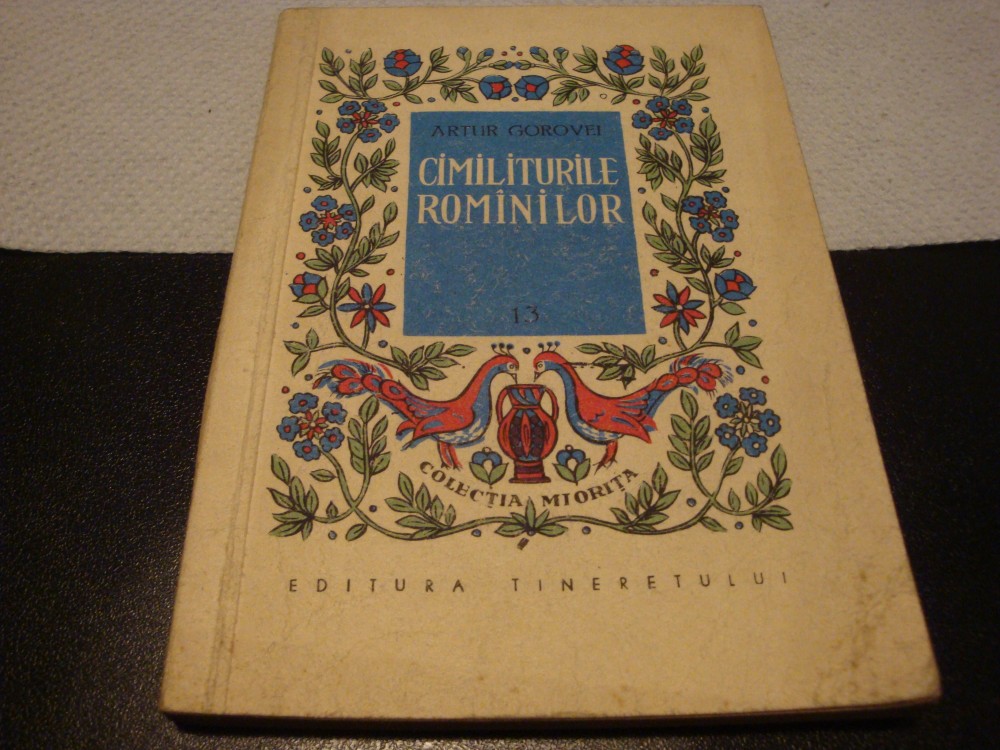 ARTUR GOROVEI
CIMILITURILE
ROMÎNILOR
13
COLECȚIA MIORIȚA
EDITURA TINERETULUI